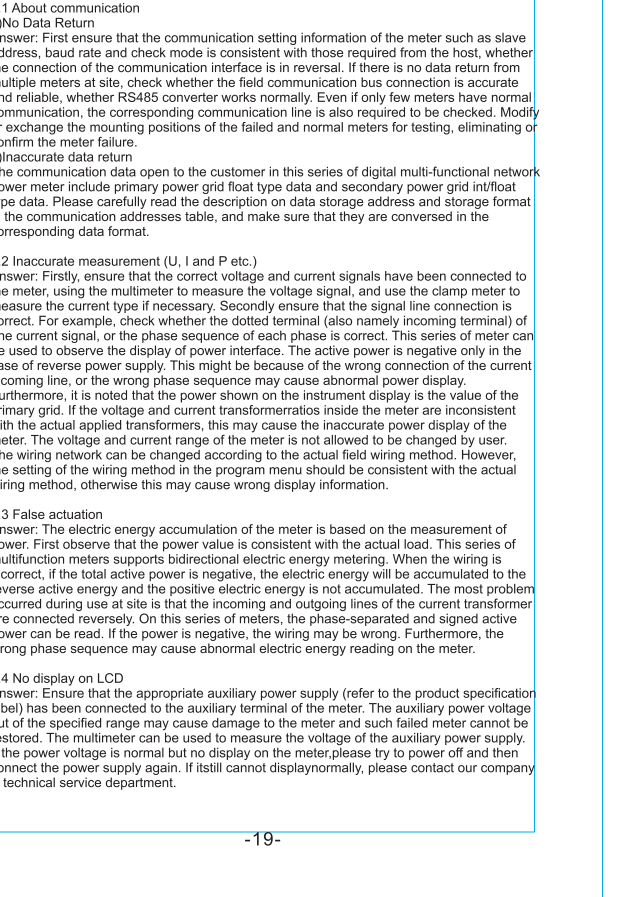 .1 About communication
)No Data Return
nswer: First ensure that the communication setting information of the meter such as slave
ddress, baud rate and check mode is consistent with those required from the host, whether
e connection of the communication interface is in reversal. If there is no data return from
ultiple meters at site, check whether the field communication bus connection is accurate
nd reliable, whether RS485 converter works normally. Even if only few meters have normal
ommunication, the corresponding communication line is also required to be checked. Modify
r exchange the mounting positions of the failed and normal meters for testing, eliminating or
onfirm the meter failure.
)Inaccurate data return
he communication data open to the customer in this series of digital multi-functional network
ower meter include primary power grid float type data and secondary power grid int/float
ype data. Please carefully read the description on data storage address and storage format
 the communication addresses table, and make sure that they are conversed in the
orresponding data format.
.2 Inaccurate measurement (U, I and P etc.)
nswer: Firstly, ensure that the correct voltage and current signals have been connected to
e meter, using the multimeter to measure the voltage signal, and use the clamp meter to
easure the current type if necessary. Secondly ensure that the signal line connection is
orrect. For example, check whether the dotted terminal (also namely incoming terminal) of
he current signal, or the phase sequence of each phase is correct. This series of meter can
e used to observe the display of power interface. The active power is negative only in the
ase of reverse power supply. This might be because of the wrong connection of the current
coming line, or the wrong phase sequence may cause abnormal power display.
urthermore, it is noted that the power shown on the instrument display is the value of the
rimary grid. If the voltage and current transformerratios inside the meter are inconsistent
ith the actual applied transformers, this may cause the inaccurate power display of the
eter. The voltage and current range of the meter is not allowed to be changed by user.
he wiring network can be changed according to the actual field wiring method. However,
e setting of the wiring method in the program menu should be consistent with the actual
iring method, otherwise this may cause wrong display information.
.3 False actuation
nswer: The electric energy accumulation of the meter is based on the measurement of
ower. First observe that the power value is consistent with the actual load. This series of
ultifunction meters supports bidirectional electric energy metering. When the wiring is
correct, if the total active power is negative, the electric energy will be accumulated to the
everse active energy and the positive electric energy is not accumulated. The most problem
ccurred during use at site is that the incoming and outgoing lines of the current transformer
re connected reversely. On this series of meters, the phase-separated and signed active
ower can be read. If the power is negative, the wiring may be wrong. Furthermore, the
rong phase sequence may cause abnormal electric energy reading on the meter.
.4 No display on LCD
nswer: Ensure that the appropriate auxiliary power supply (refer to the product specification
bel) has been connected to the auxiliary terminal of the meter. The auxiliary power voltage
ut of the specified range may cause damage to the meter and such failed meter cannot be
estored. The multimeter can be used to measure the voltage of the auxiliary power supply.
 the power voltage is normal but no display on the meter,please try to power off and then
onnect the power supply again. If itstill cannot displaynormally, please contact our company
 technical service department.
-19-